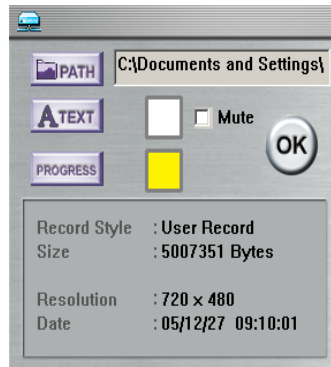 PATH C:\Documents and Settings\
A TEXT Mute
OK
PROGRESS
Record Style : User Record
Size : 5007351 Bytes
Resolution : 720 x 480
Date : 05/12/27 09:10:01